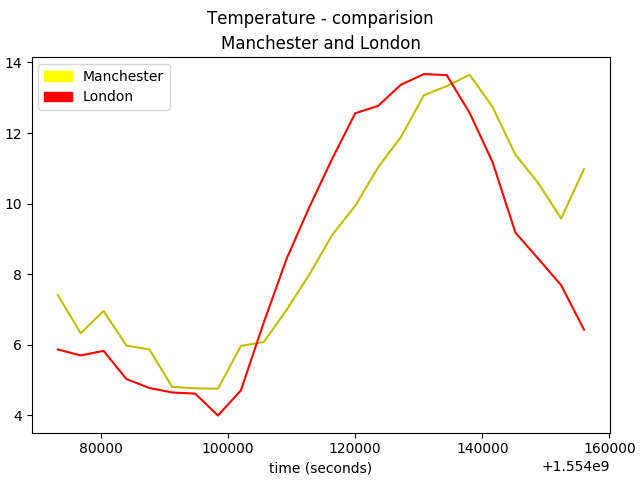 Temperature - comparision
Manchester and London
Manchester
London
14
12
10
8
6
4
80000 100000 120000 140000 160000
time (seconds)
+1.554e9